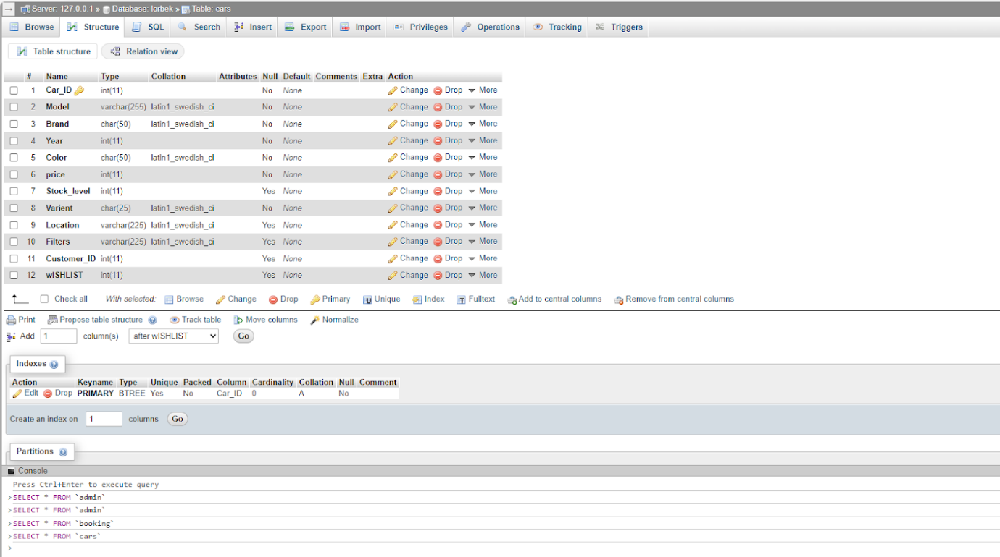 Server: 127.0.0.1 » Database: lorbek » Table: cars
Browse Structure SQL Search Insert Export Import Privileges Operations Tracking Triggers
Table structure Relation view
# Name Type Collation Attributes Null Default Comments Extra Action
1 Car_ID int(11) No None Change Drop More
2 Model varchar(255) latin1_swedish_ci No None Change Drop More
3 Brand char(50) latin1_swedish_ci No None Change Drop More
4 Year int(11) No None Change Drop More
5 Color char(50) latin1_swedish_ci No None Change Drop More
6 price int(11) No None Change Drop More
7 Stock_level int(11) Yes None Change Drop More
8 Varient char(25) latin1_swedish_ci No None Change Drop More
9 Location varchar(225) latin1_swedish_ci Yes None Change Drop More
10 Filters varchar(225) latin1_swedish_ci Yes None Change Drop More
11 Customer_ID int(11) Yes None Change Drop More
12 wISHLIST int(11) Yes None Change Drop More
Check all With selected: Browse Change Drop Primary Unique Index Fulltext Add to central columns Remove from central columns
Print Propose table structure Track table Move columns Normalize
Add 1 column(s) after wISHLIST Go
Indexes
Action Keyname Type Unique Packed Column Cardinality Collation Null Comment
Edit Drop PRIMARY BTREE Yes No Car_ID 0 A No
Create an index on 1 columns Go
Partitions
Console
Press Ctrl+Enter to execute query
>SELECT * FROM `admin`
>SELECT * FROM `admin`
>SELECT * FROM `booking`
>SELECT * FROM `cars`
>